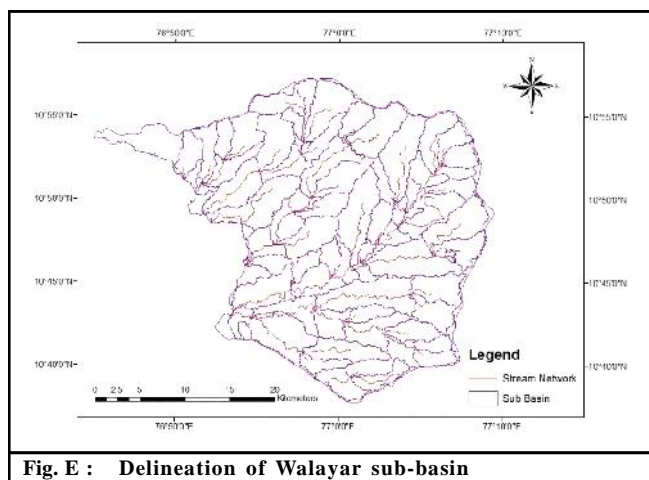 76°50'0"E 77°0'0"E 77°10'0"E
N
W E
S
10°55'0"N 10°55'0"N
10°50'0"N 10°50'0"N
10°45'0"N 10°45'0"N
10°40'0"N 10°40'0"N
Legend
Stream Network
Sub Basin
0 2.5 5 10 15 20
Kilometers
76°50'0"E 77°0'0"E 77°10'0"E
Fig. E : Delineation of Walayar sub-basin